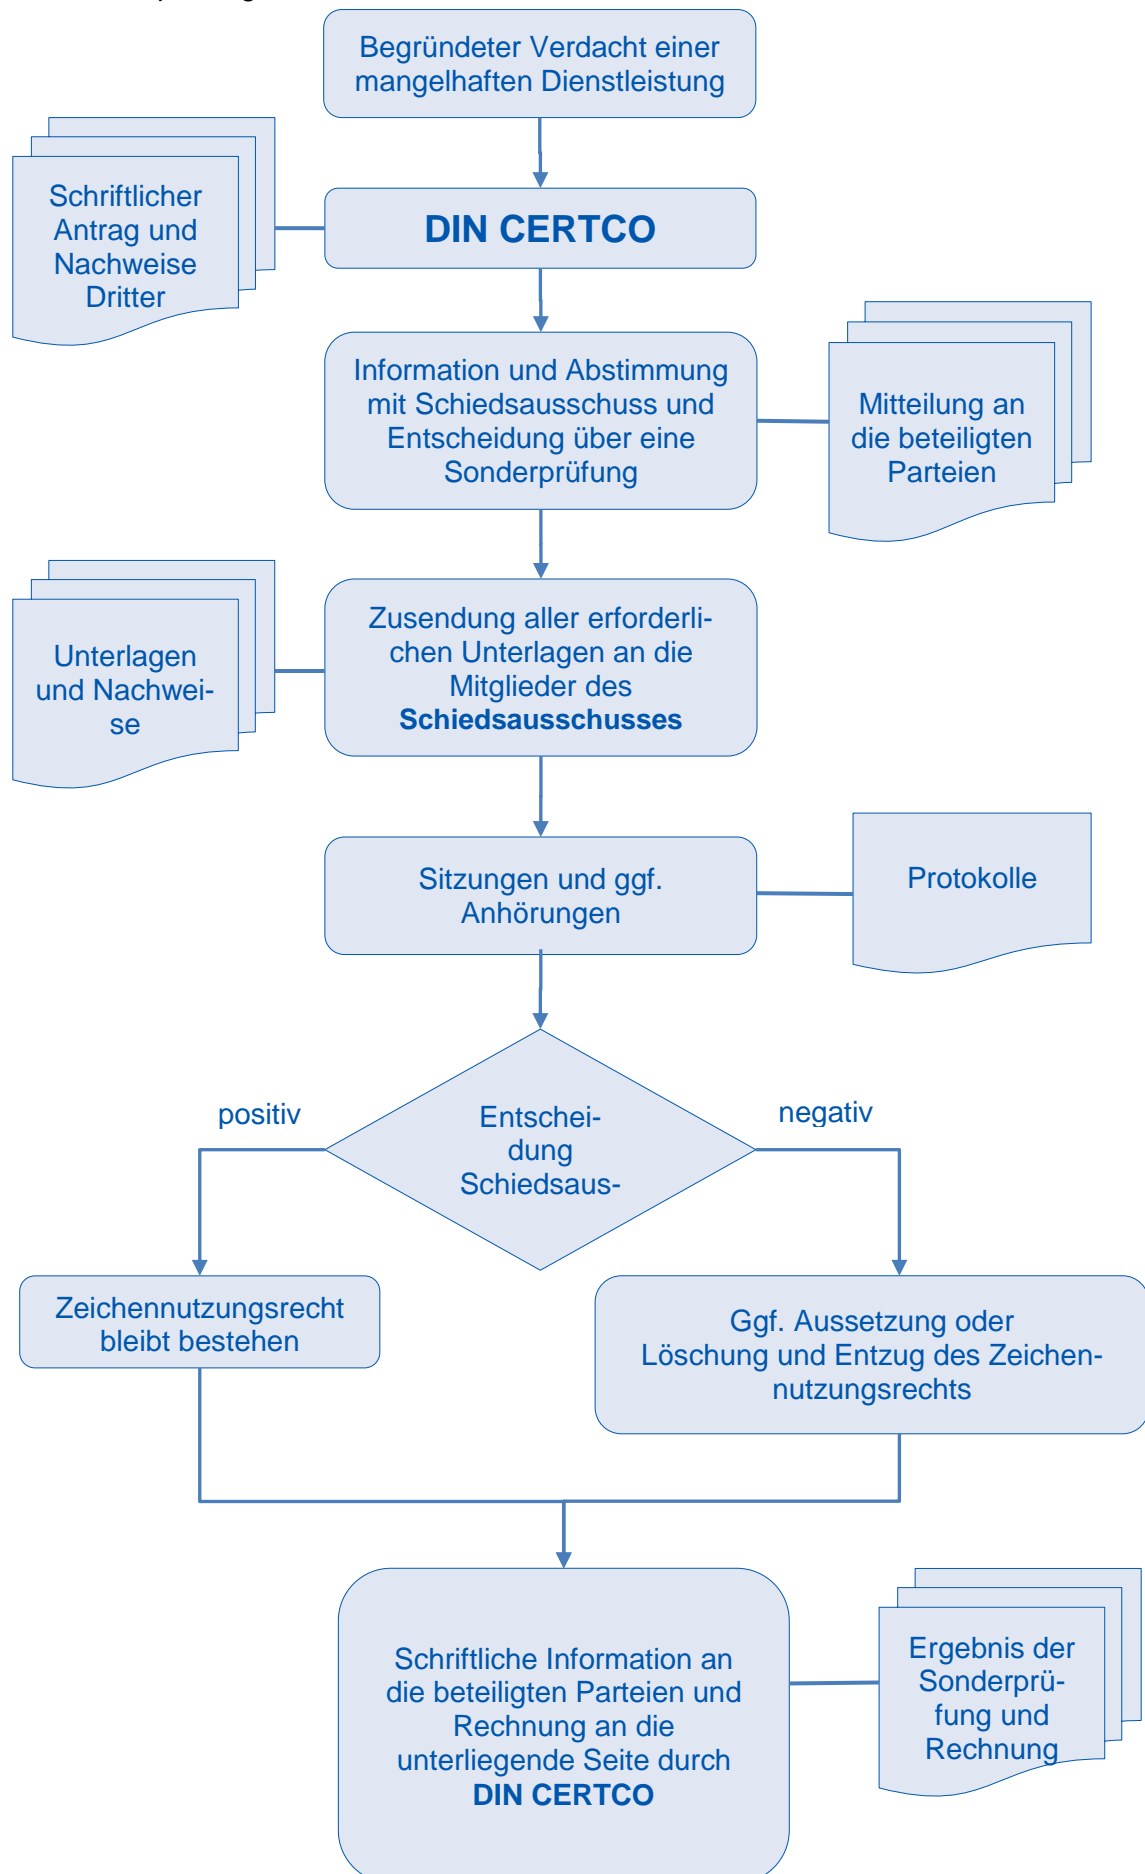 Begründeter Verdacht einer
mangelhaften Dienstleistung
Schriftlicher
Antrag und
Nachweise
Dritter
DIN CERTCO
Information und Abstimmung
mit Schiedsausschuss und
Entscheidung über eine
Sonderprüfung
Mitteilung an
die beteiligten
Parteien
Unterlagen
und Nachwei-
se
Zusendung aller erforderli-
chen Unterlagen an die
Mitglieder des
Schiedsausschusses
Sitzungen und ggf.
Anhörungen
Protokolle
positiv
Entschei-
dung
Schiedsaus-
negativ
Zeichennutzungsrecht
bleibt bestehen
Ggf. Aussetzung oder
Löschung und Entzug des Zeichen-
nutzungsrechts
Schriftliche Information an
die beteiligten Parteien und
Rechnung an die
unterliegende Seite durch
DIN CERTCO
Ergebnis der
Sonderprü-
fung und
Rechnung